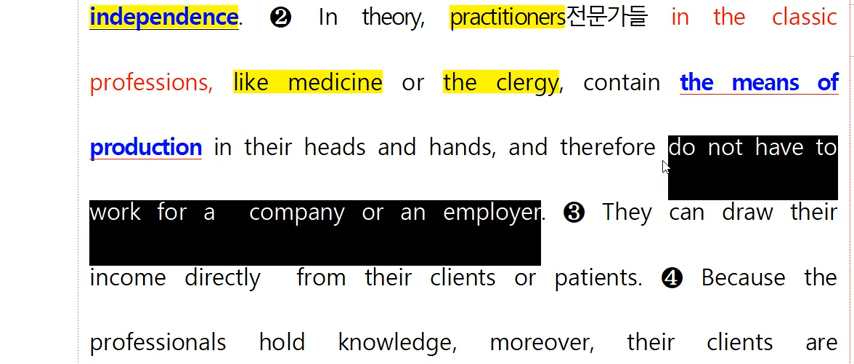 independence. ❷ In theory, practitioners전문가들 in the classic
professions, like medicine or the clergy, contain the means of
production in their heads and hands, and therefore do not have to
work for a company or an employer. ❸ They can draw their
income directly from their clients or patients. ❹ Because the
professionals hold knowledge, moreover, their clients are